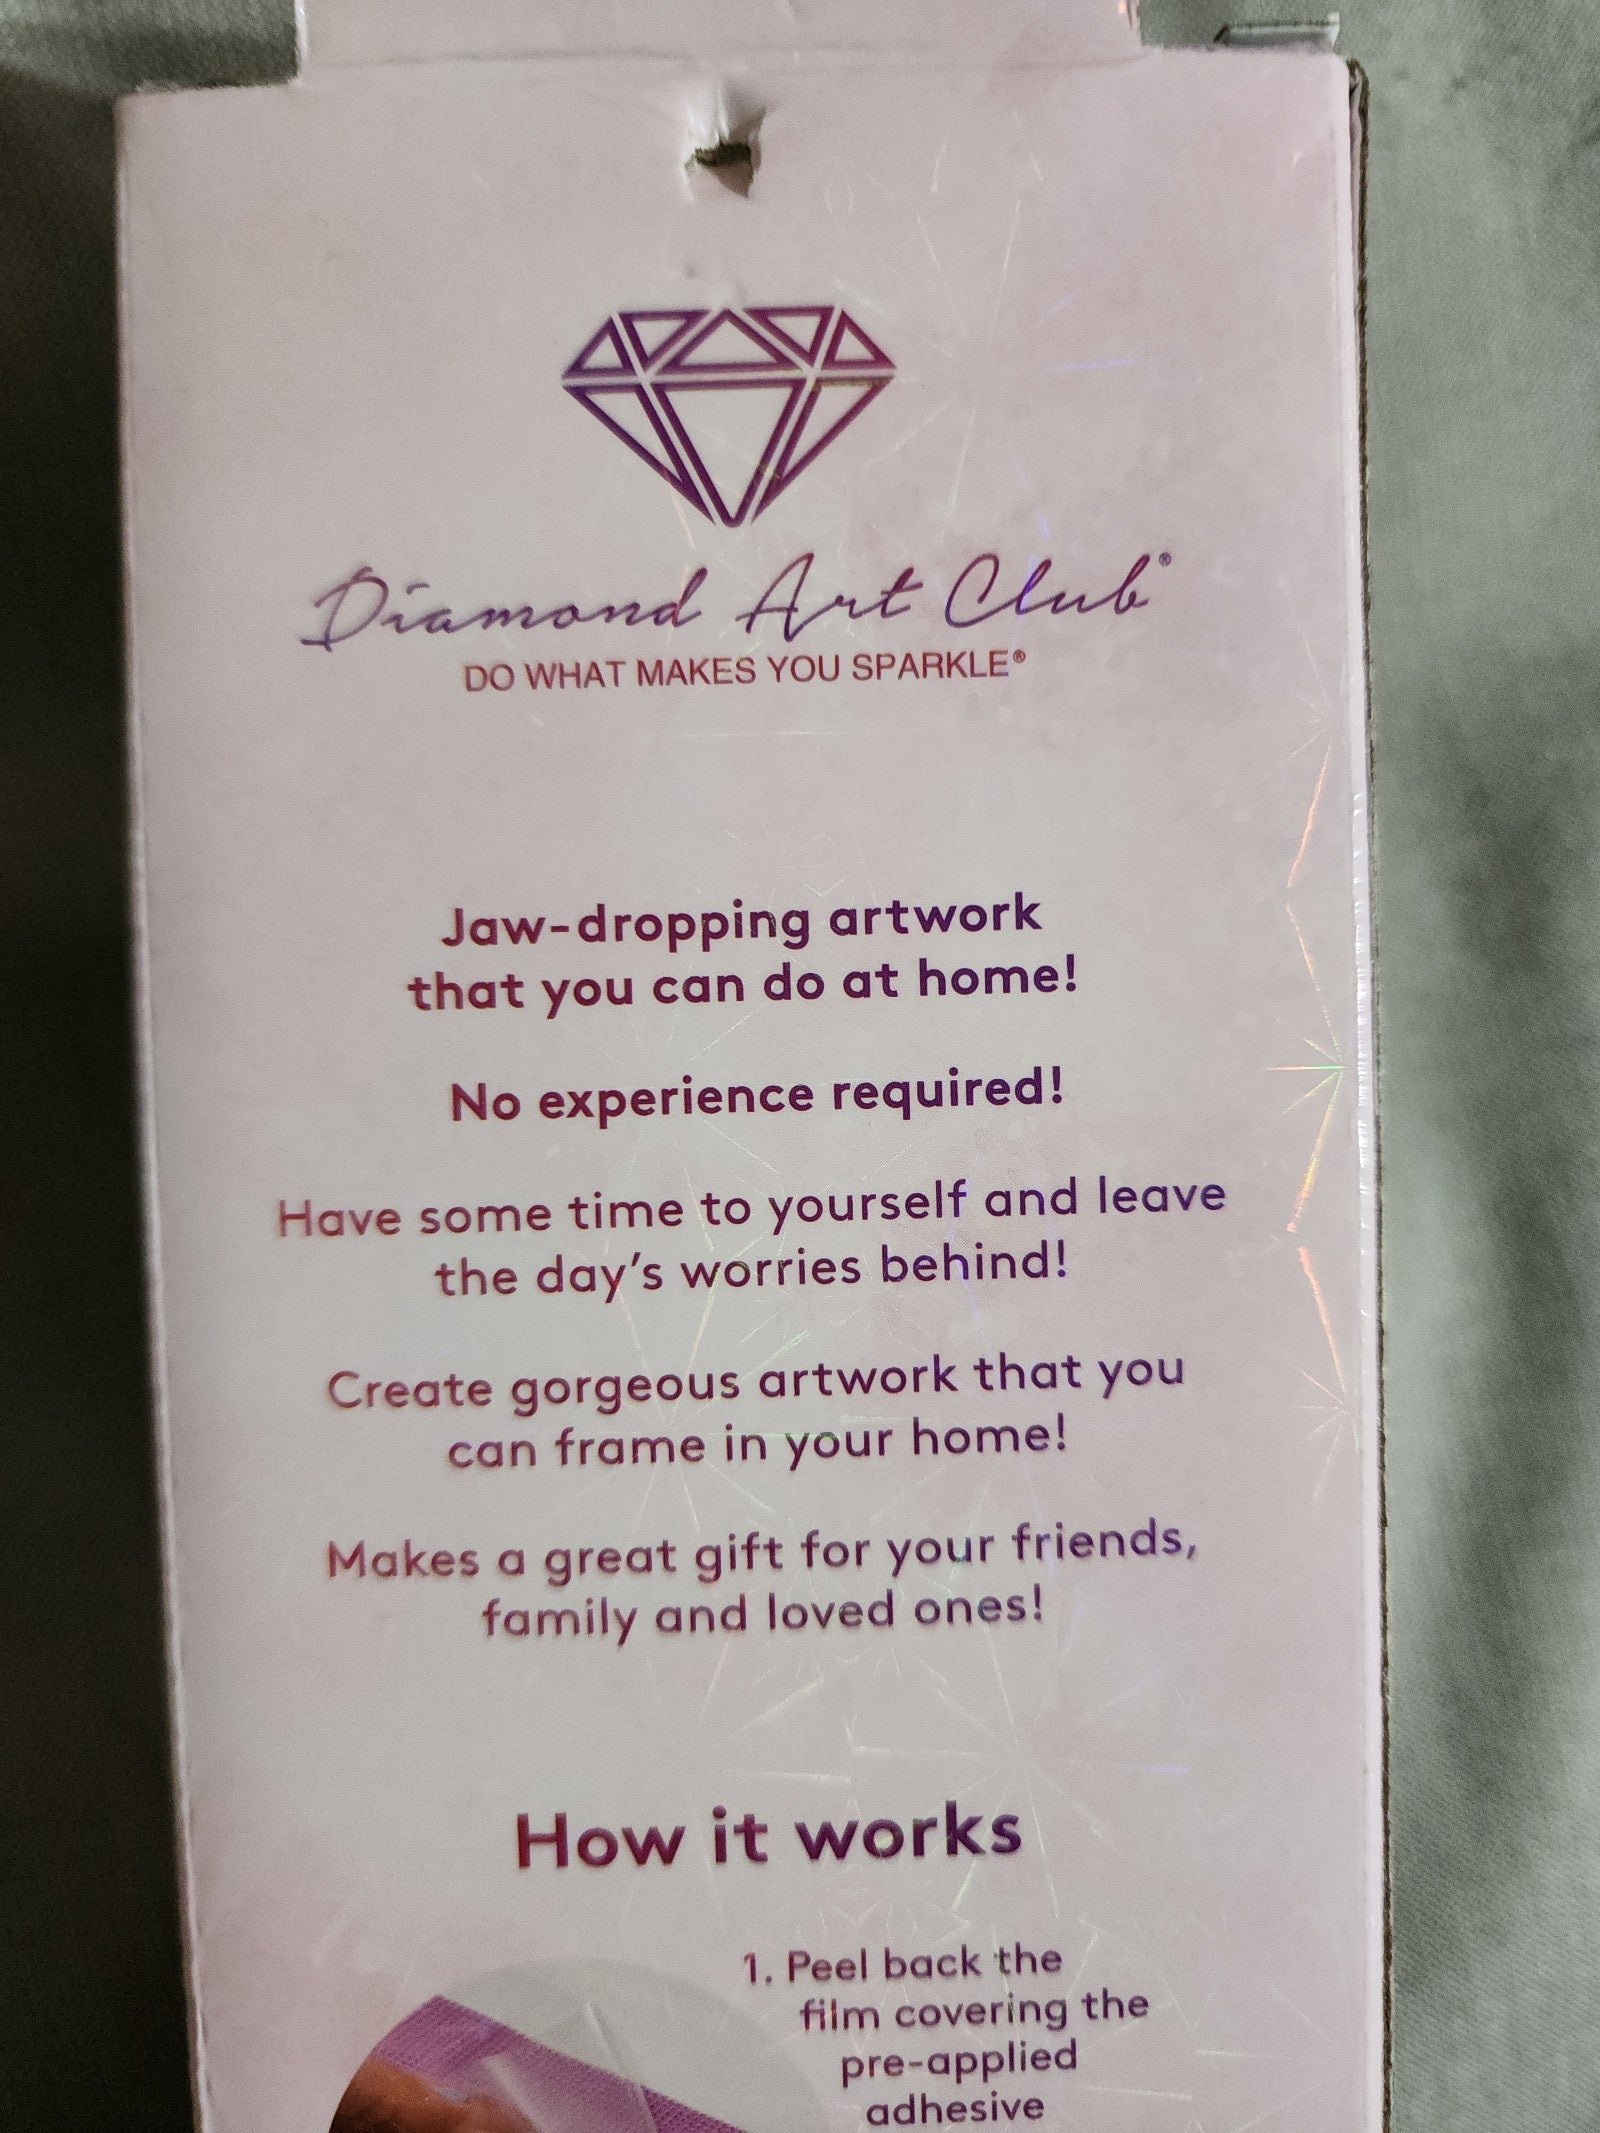 Diamond Art Club®
DO WHAT MAKES YOU SPARKLE®
Jaw-dropping artwork
that you can do at home!
No experience required!
Have some time to yourself and leave
the day's worries behind!
Create gorgeous artwork that you
can frame in your home!
Makes a great gift for your friends,
family and loved ones!
How it works
1. Peel back the
film covering the
pre-applied
adhesive